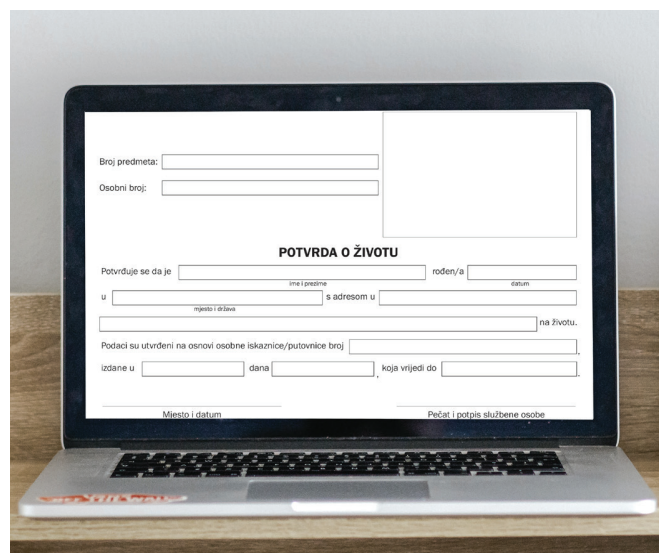 Broj predmeta:
Osobni broj:
POTVRDA O ŽIVOTU
Potvrđuje se da je rođen/a
ime i prezime datum
u s adresom u
mjesto i država
na životu.
Podaci su utvrđeni na osnovi osobne iskaznice/putovnice broj ,
izdane u dana , koja vrijedi do .
Mjesto i datum Pečat i potpis službene osobe